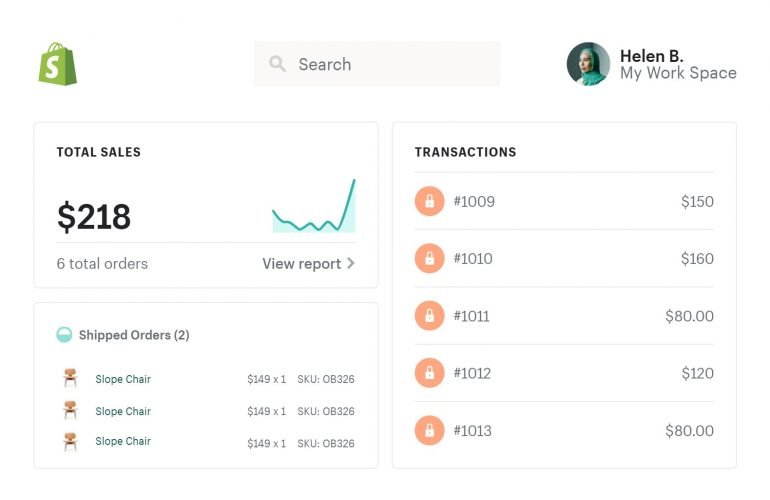 S
Search
Helen B.
My Work Space
TOTAL SALES
$218
6 total orders
View report >
Shipped Orders (2)
Slope Chair $149 x 1 SKU: OB326
Slope Chair $149 x 1 SKU: OB326
Slope Chair $149 x 1 SKU: OB326
TRANSACTIONS
#1009 $150
#1010 $160
#1011 $80.00
#1012 $120
#1013 $80.00